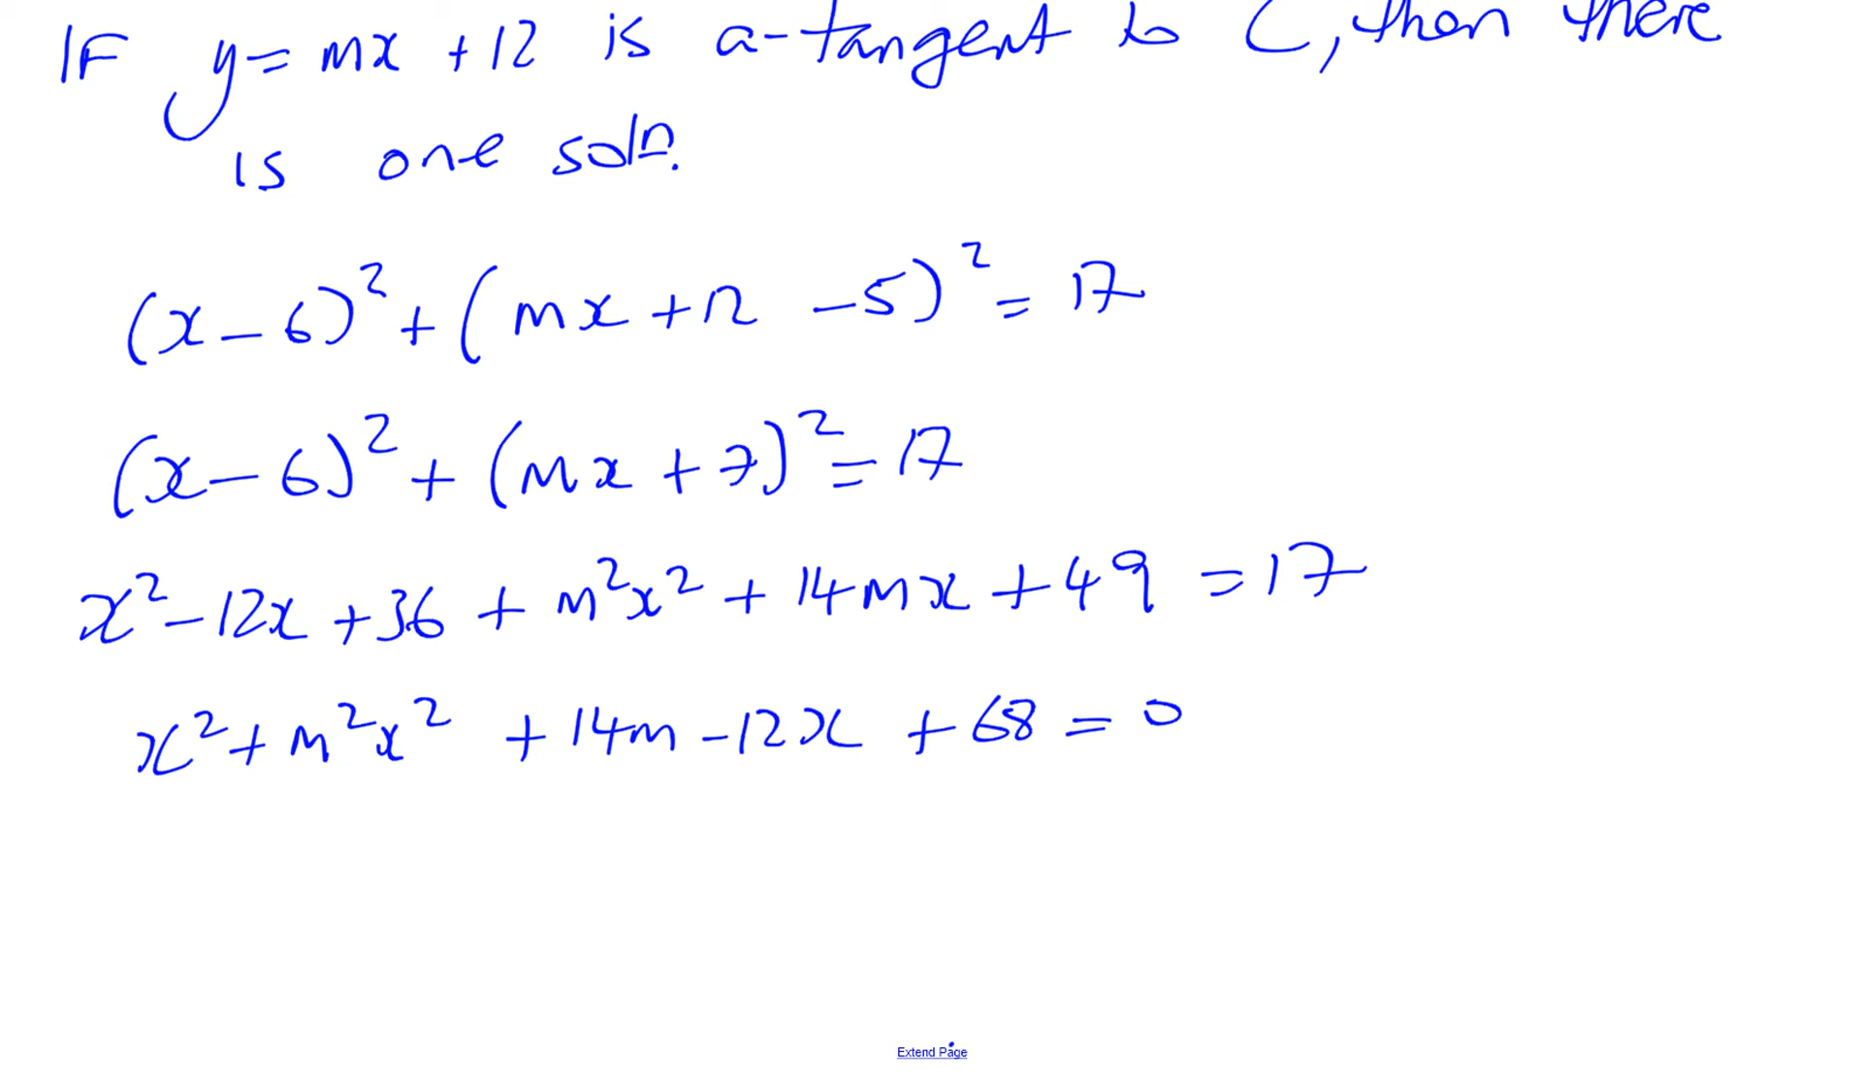 IF y = mx + 12 is a tangent to C, then there
is one soln.
(x - 6)² + (mx + 12 - 5)² = 17
(x - 6)² + (mx + 7)² = 17
x² - 12x + 36 + m²x² + 14mx + 49 = 17
x² + m²x² + 14m - 12x + 68 = 0
Extend Page